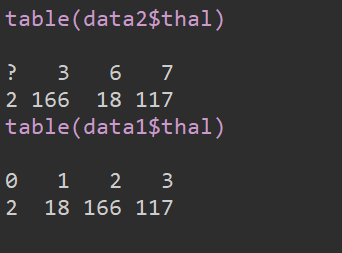 table(data2$thal)
? 3 6 7
2 166 18 117
table(data1$thal)
0 1 2 3
2 18 166 117